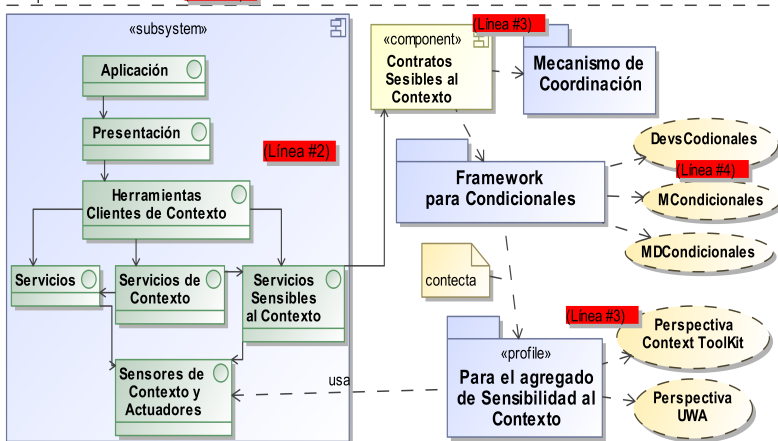 «subsystem»
Aplicación
Presentación
(Línea #2)
Herramientas
Clientes de Contexto
Servicios
Servicios de
Contexto
Servicios
Sensibles
al Contexto
Sensores de
Contexto y
Actuadores
usa
(Línea #3)
«component»
Contratos
Sesibles al
Contexto
Mecanismo de
Coordinación
Framework
para Condicionales
DevsCodionales
(Línea #4)
MCondicionales
MDCondicionales
contecta
(Línea #3)
«profile»
Para el agregado
de Sensibilidad al
Contexto
Perspectiva
Context ToolKit
Perspectiva
UWA